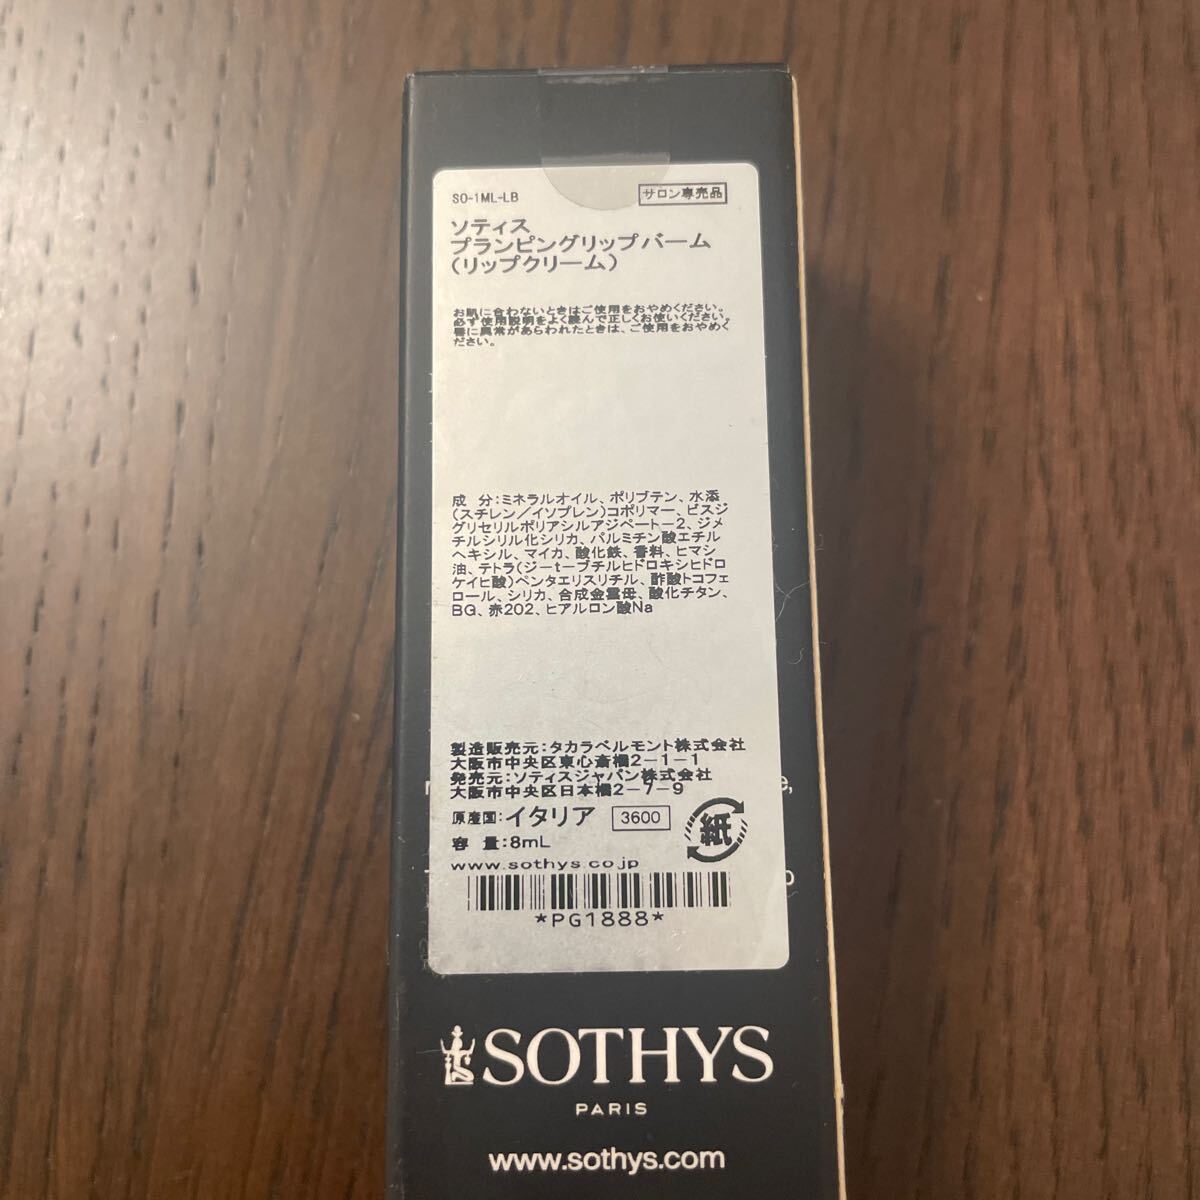 SO-1ML-LB サロン専売品
ソティス
プランピングリップバーム
(リップクリーム)
お肌に合わないときはご使用をおやめください。
必ず使用説明をよく読んで正しくお使いください。
唇に異常があらわれたときは、ご使用をおやめく
ださい。
成 分:ミネラルオイル、ポリブテン、水添
(スチレン/イソプレン)コポリマー、ビスジ
グリセリルポリアシルアジペート-2、ジメ
チルシリル化シリカ、パルミチン酸エチル
ヘキシル、マイカ、酸化鉄、香料、ヒマシ
油、テトラ(ジ-t-ブチルヒドロキシヒドロ
ケイヒ酸)ペンタエリスリチル、酢酸トコフェ
ロール、シリカ、合成金雲母、酸化チタン、
BG、赤202、ヒアルロン酸Na
製造販売元:タカラベルモント株式会社
大阪市中央区東心斎橋2-1-1
発売元:ソティスジャパン株式会社
大阪市中央区日本橋2-7-9
原産国:イタリア 3600 紙
容 量:8mL
www.sothys.co.jp
*PG1888*
SOTHYS
PARIS
www.sothys.com